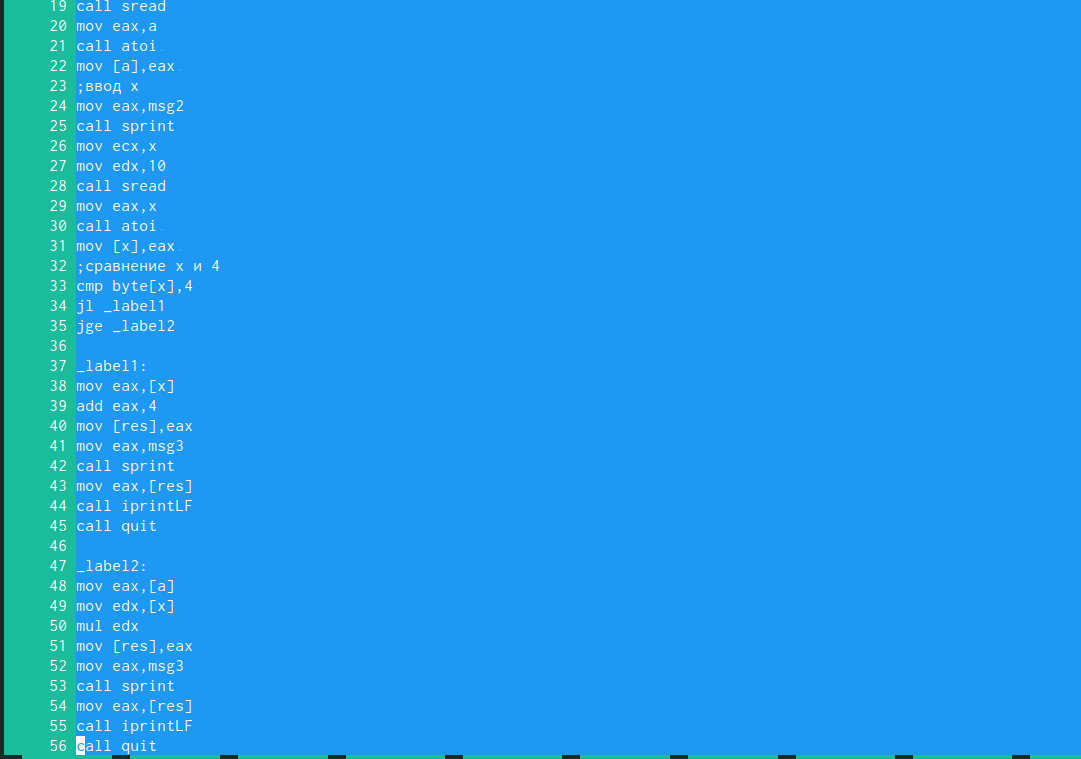 19 call sread
20 mov eax,a
21 call atoi
22 mov [a],eax
23 ;ввод x
24 mov eax,msg2
25 call sprint
26 mov ecx,x
27 mov edx,10
28 call sread
29 mov eax,x
30 call atoi
31 mov [x],eax
32 ;сравнение x и 4
33 cmp byte[x],4
34 jl _label1
35 jge _label2
36
37 _label1:
38 mov eax,[x]
39 add eax,4
40 mov [res],eax
41 mov eax,msg3
42 call sprint
43 mov eax,[res]
44 call iprintLF
45 call quit
46
47 _label2:
48 mov eax,[a]
49 mov edx,[x]
50 mul edx
51 mov [res],eax
52 mov eax,msg3
53 call sprint
54 mov eax,[res]
55 call iprintLF
56 call quit